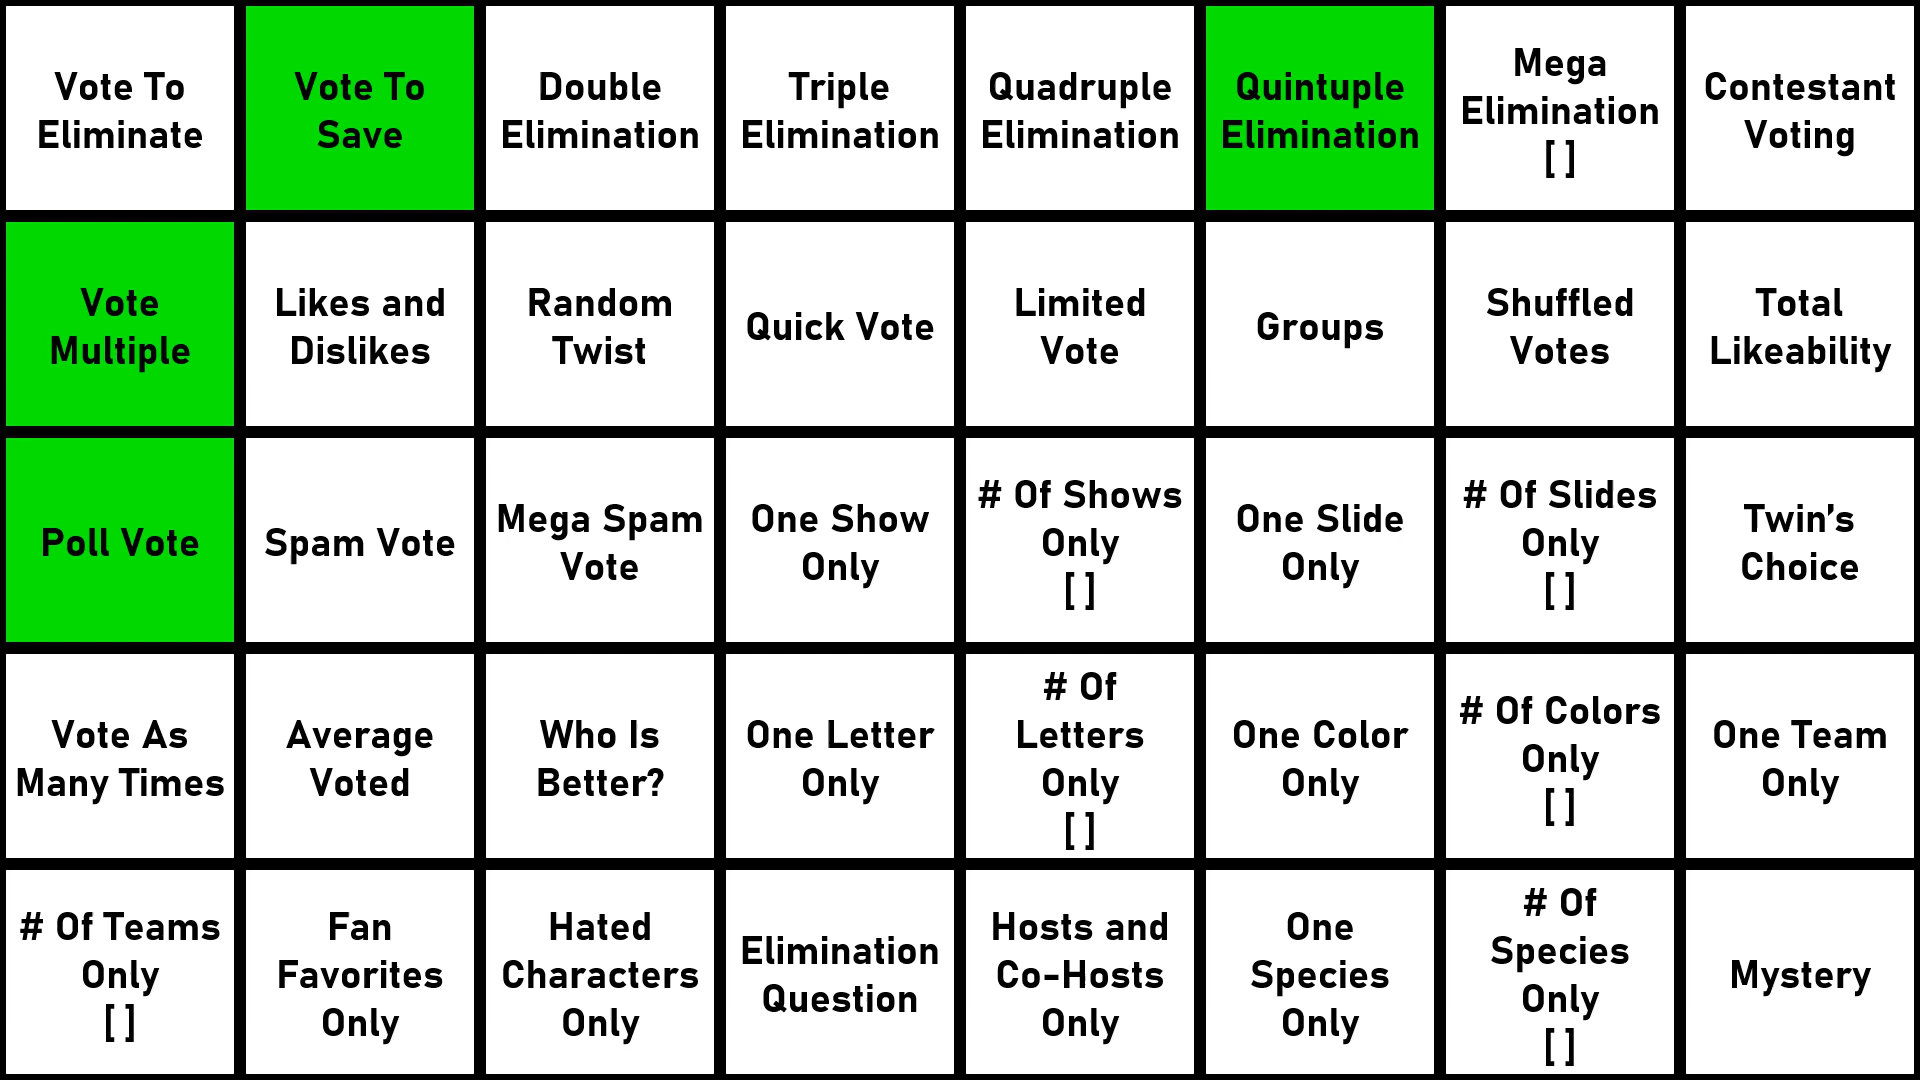 Vote To
Eliminate
Vote To
Save
Double
Elimination
Triple
Elimination
Quadruple
Elimination
Quintuple
Elimination
Mega
Elimination
[ ]
Contestant
Voting
Vote
Multiple
Likes and
Dislikes
Random
Twist
Quick Vote
Limited
Vote
Groups
Shuffled
Votes
Total
Likeability
Poll Vote
Spam Vote
Mega Spam
Vote
One Show
Only
# Of Shows
Only
[ ]
One Slide
Only
# Of Slides
Only
[ ]
Twin’s
Choice
Vote As
Many Times
Average
Voted
Who Is
Better?
One Letter
Only
# Of
Letters
Only
[ ]
One Color
Only
# Of Colors
Only
[ ]
One Team
Only
# Of Teams
Only
[ ]
Fan
Favorites
Only
Hated
Characters
Only
Elimination
Question
Hosts and
Co-Hosts
Only
One
Species
Only
# Of
Species
Only
[ ]
Mystery